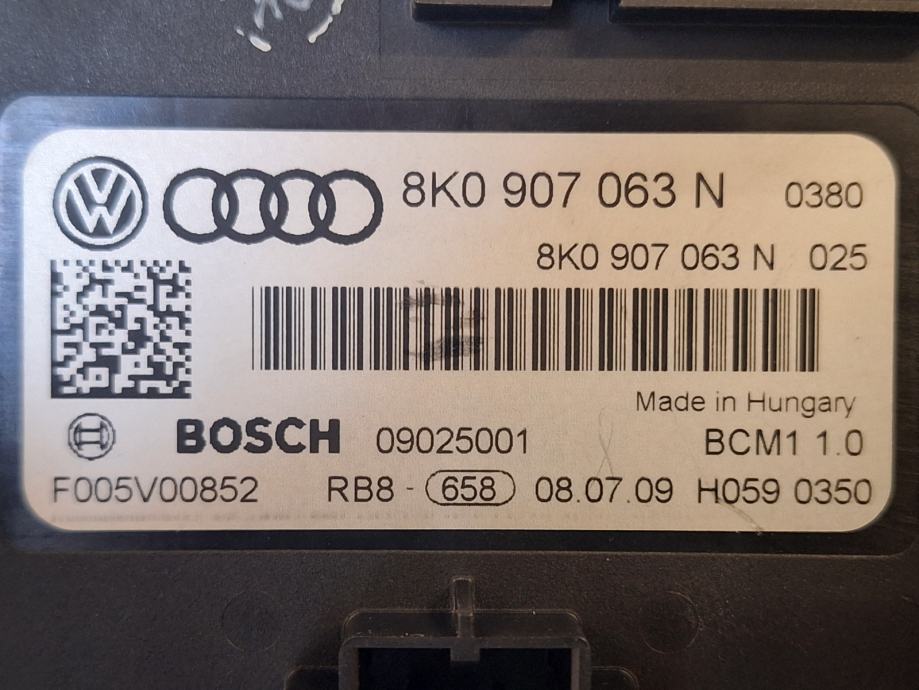 8K0 907 063 N 0380
8K0 907 063 N 025
Made in Hungary
BOSCH 09025001 BCM1 1.0
F005V00852 RB8 - 658 08.07.09 H059 0350